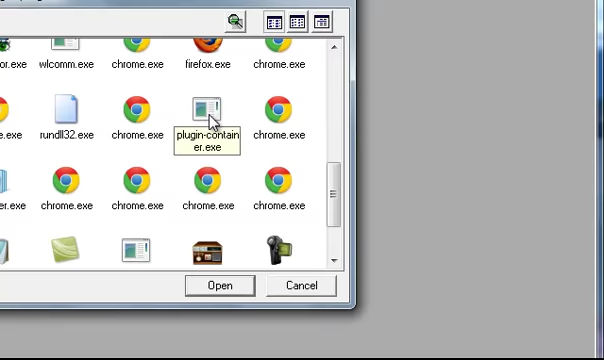 or.exe wlcomm.exe chrome.exe firefox.exe chrome.exe
e.exe rundll32.exe chrome.exe plugin-contain
er.exe chrome.exe
er.exe chrome.exe chrome.exe chrome.exe chrome.exe
Open Cancel